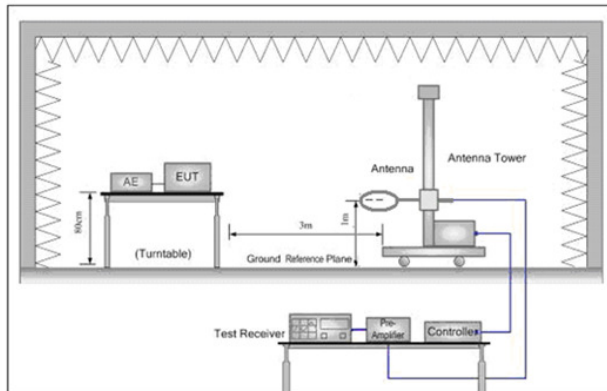 AE
EUT
80cm
(Turntable)
3m
1m
Ground Reference Plane
Antenna
Antenna Tower
Test Receiver
Pre-
Amplifier
Controller